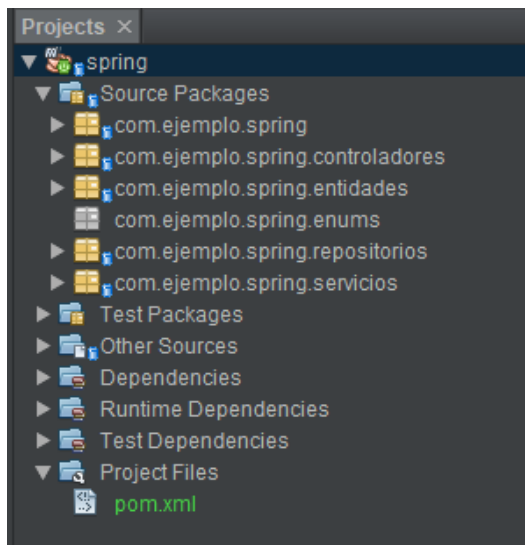 Projects ×
spring
Source Packages
com.ejemplo.spring
com.ejemplo.spring.controladores
com.ejemplo.spring.entidades
com.ejemplo.spring.enums
com.ejemplo.spring.repositorios
com.ejemplo.spring.servicios
Test Packages
Other Sources
Dependencies
Runtime Dependencies
Test Dependencies
Project Files
pom.xml